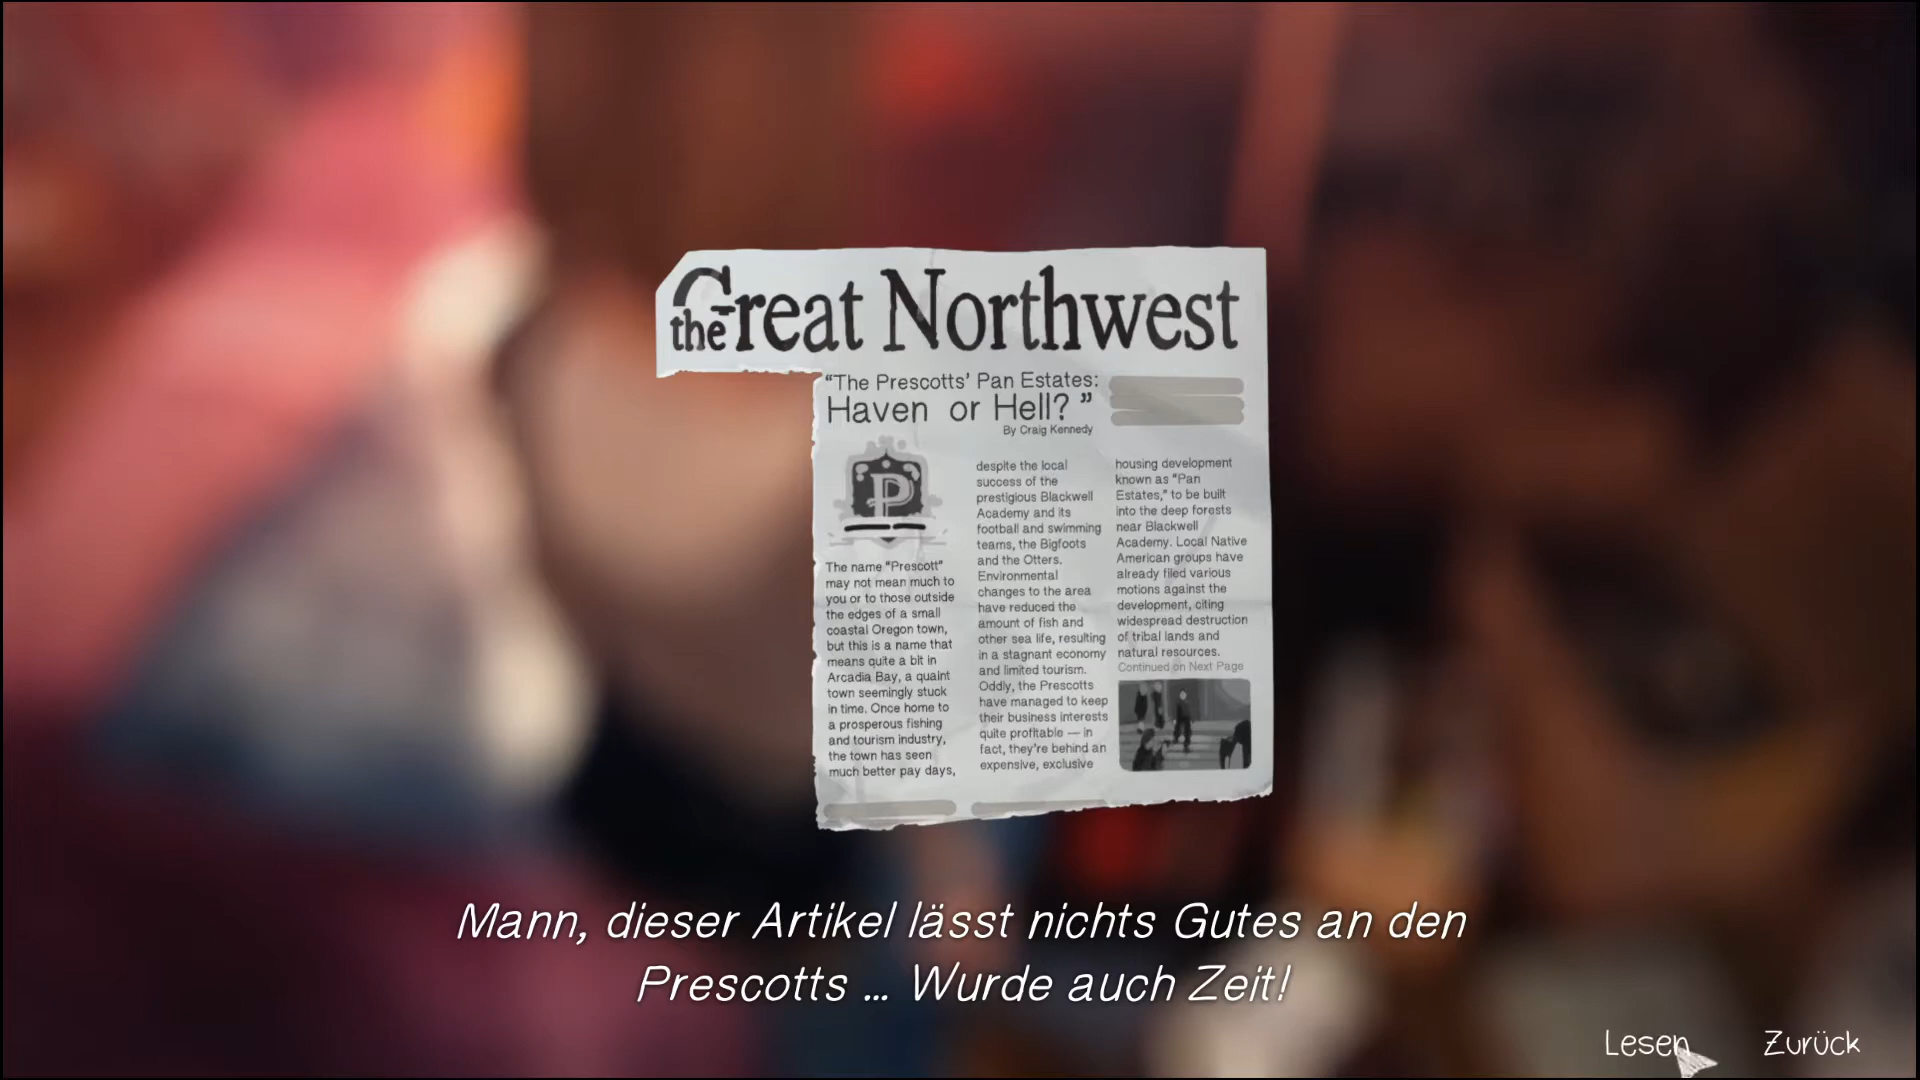 the Great Northwest
“The Prescotts’ Pan Estates:
Haven or Hell?”
By Craig Kennedy
P
The name “Prescott”
may not mean much to
you or to those outside
the edges of a small
coastal Oregon town,
but this is a name that
means quite a bit in
Arcadia Bay, a quaint
town seemingly stuck
in time. Once home to
a prosperous fishing
and tourism industry,
the town has seen
much better pay days,
despite the local
success of the
prestigious Blackwell
Academy and its
football and swimming
teams, the Bigfoots
and the Otters.
Environmental
changes to the area
have reduced the
amount of fish and
other sea life, resulting
in a stagnant economy
and limited tourism.
Oddly, the Prescotts
have managed to keep
their business interests
quite profitable — in
fact, they’re behind an
expensive, exclusive
housing development
known as “Pan
Estates,” to be built
into the deep forests
near Blackwell
Academy. Local Native
American groups have
already filed various
motions against the
development, citing
widespread destruction
of tribal lands and
natural resources.
Continued on Next Page
Mann, dieser Artikel lässt nichts Gutes an den
Prescotts ... Wurde auch Zeit!
Lesen
Zurück